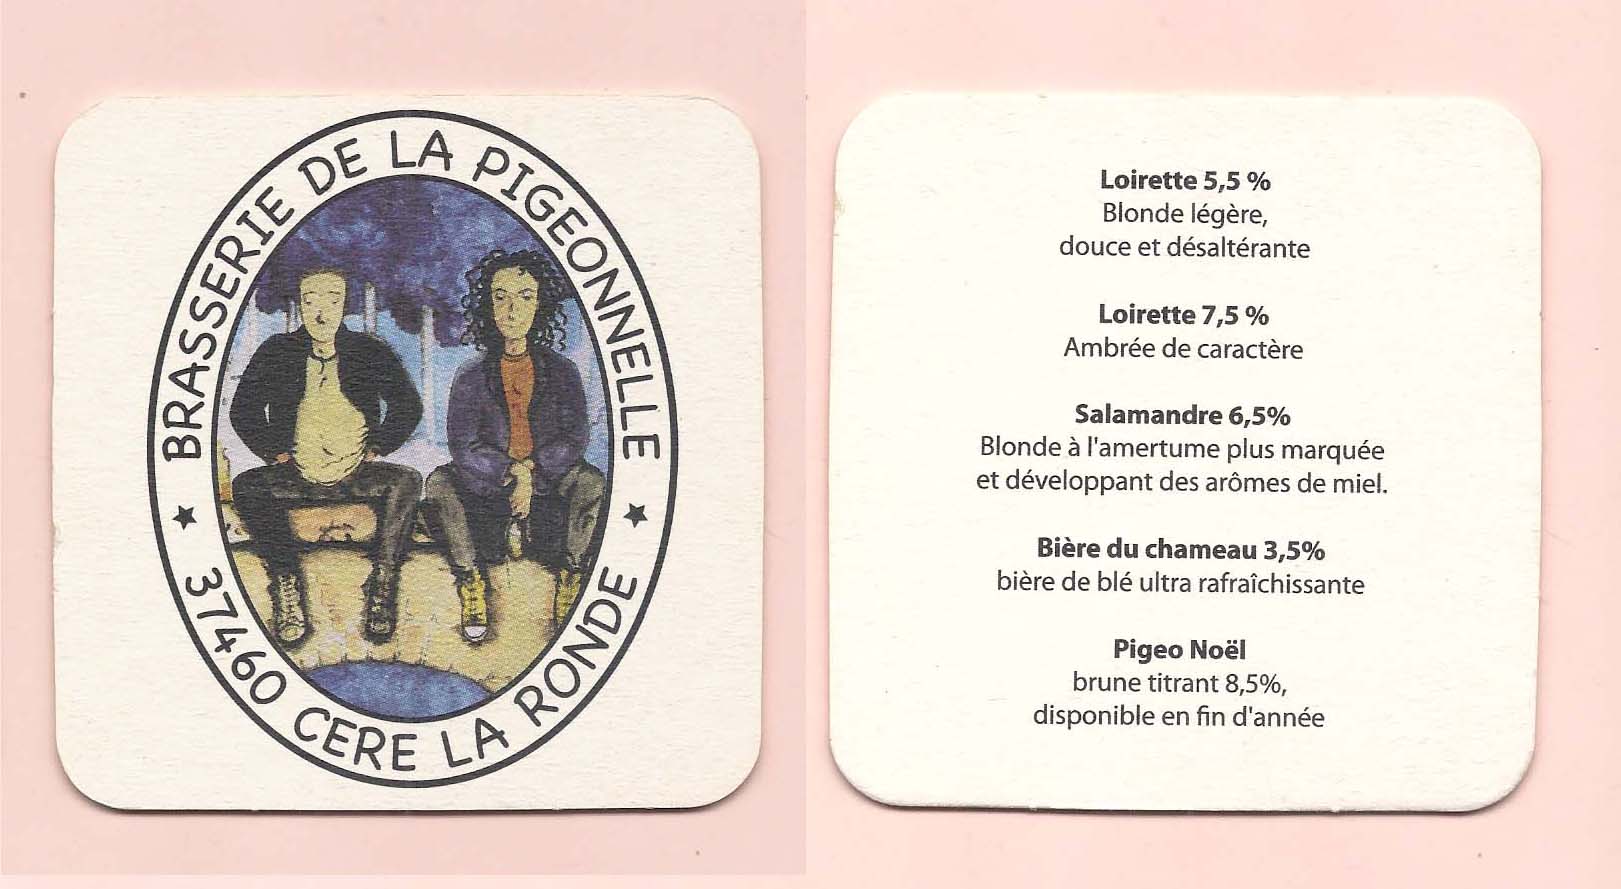 BRASSERIE DE LA PIGEONNELLE
★ 37460 CERE LA RONDE ★
Loirette 5,5 %
Blonde légère,
douce et désaltérante
Loirette 7,5 %
Ambrée de caractère
Salamandre 6,5%
Blonde à l'amertume plus marquée
et développant des arômes de miel.
Bière du chameau 3,5%
bière de blé ultra rafraîchissante
Pigeo Noël
brune titrant 8,5%,
disponible en fin d'année